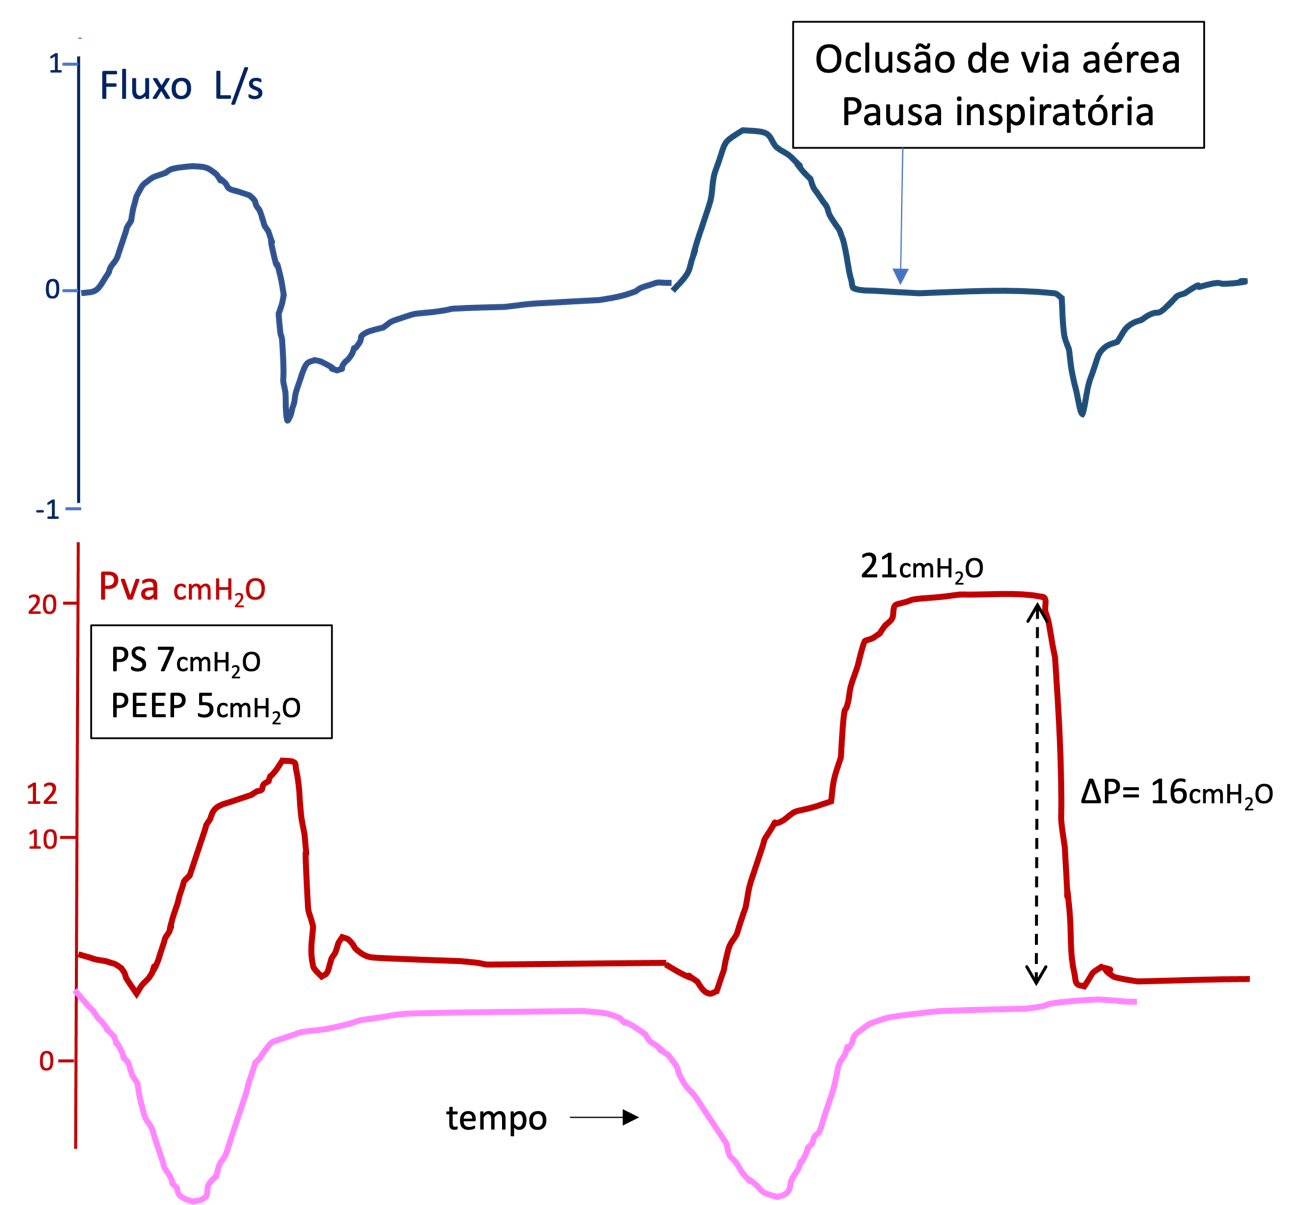 Oclusão de via aérea
Pausa inspiratória
1
Fluxo L/s
0
-1
Pva cmH₂O
21cmH₂O
20
PS 7cmH₂O
PEEP 5cmH₂O
12
ΔP= 16cmH₂O
10
0
tempo